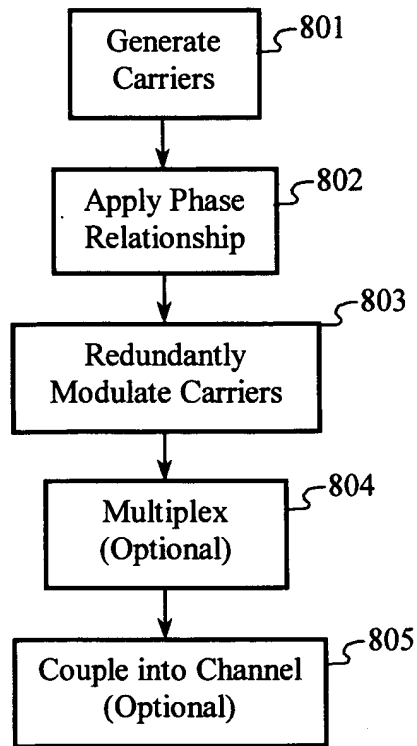 Generate
Carriers
801
Apply Phase
Relationship
802
Redundantly
Modulate Carriers
803
Multiplex
(Optional)
804
Couple into Channel
(Optional)
805